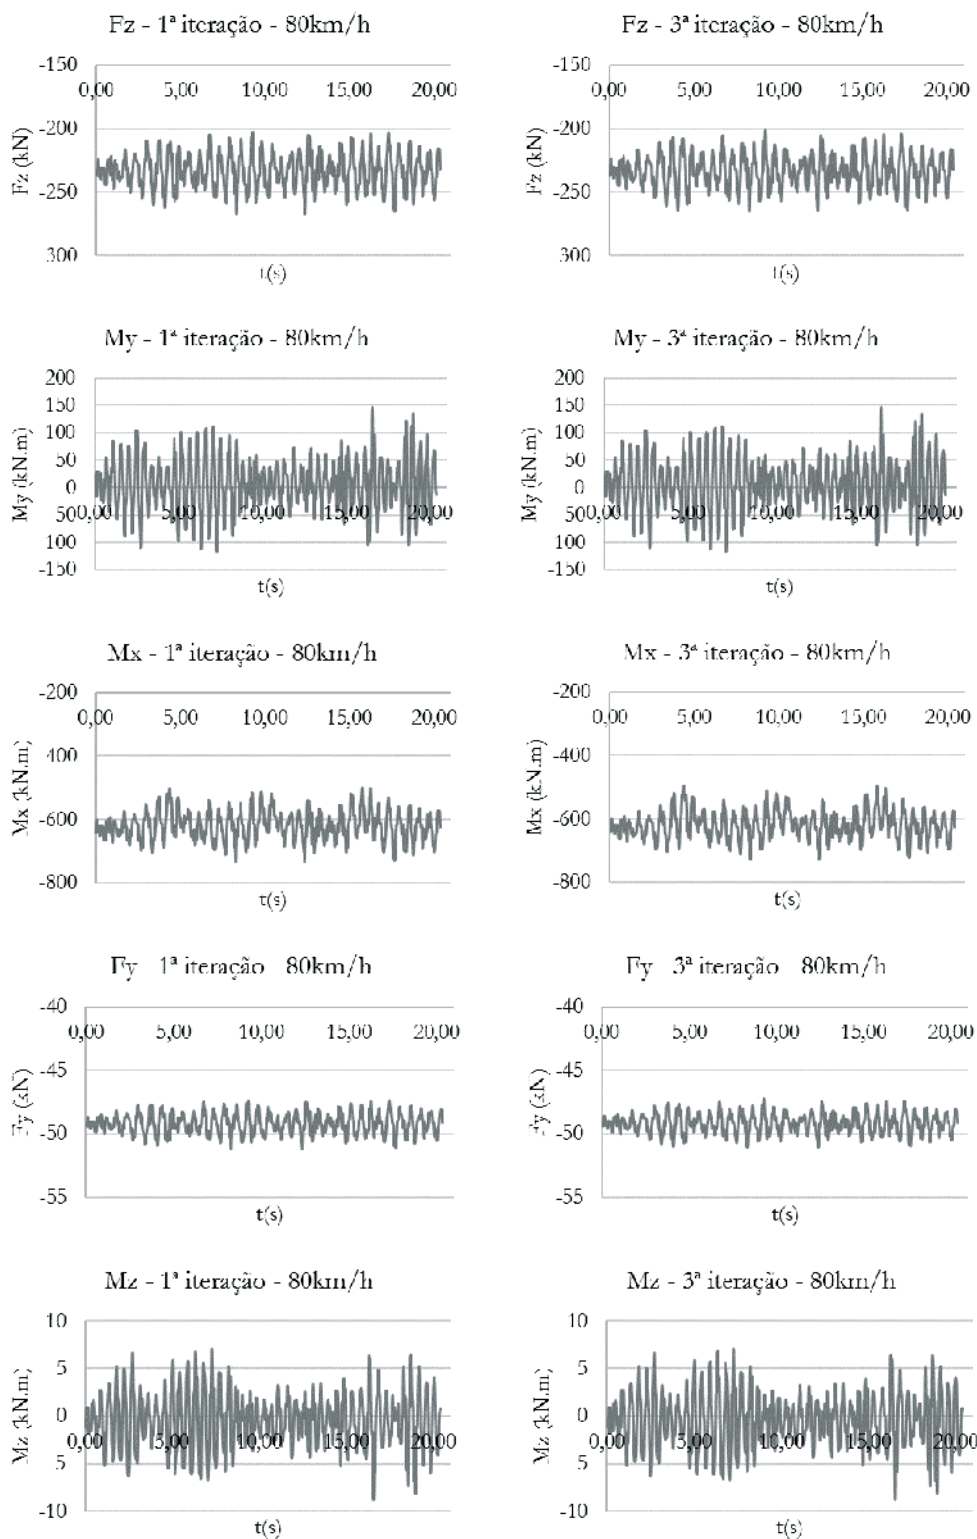 Fz - 1ª iteração - 80km/h
-150
0,00 5,00 10,00 15,00 20,00
-200
-250
300
Fz (kN)
t(s)
Fz - 3ª iteração - 80km/h
-150
0,00 5,00 10,00 15,00 20,00
-200
-250
300
Fz (kN)
t(s)
My - 1ª iteração - 80km/h
200
150
100
50
0
50
100
-150
0,00 5,00 10,00 15,00 20,00
My (kN.m)
t(s)
My - 3ª iteração - 80km/h
200
150
100
50
0
50
100
-150
0,00 5,00 10,00 15,00 20,00
My (kN.m)
t(s)
Mx - 1ª iteração - 80km/h
-200
0,00 5,00 10,00 15,00 20,00
-400
-600
-800
Mx (kN.m)
t(s)
Mx - 3ª iteração - 80km/h
-200
0,00 5,00 10,00 15,00 20,00
-400
-600
-800
Mx (kN.m)
t(s)
Fy - 1ª iteração - 80km/h
-40
0,00 5,00 10,00 15,00 20,00
-45
-50
-55
Fy (kN)
t(s)
Fy - 3ª iteração - 80km/h
-40
0,00 5,00 10,00 15,00 20,00
-45
-50
-55
Fy (kN)
t(s)
Mz - 1ª iteração - 80km/h
10
5
0
5
-10
0,00 5,00 10,00 15,00 20,00
Mz (kN.m)
t(s)
Mz - 3ª iteração - 80km/h
10
5
0
5
-10
0,00 5,00 10,00 15,00 20,00
Mz (kN.m)
t(s)